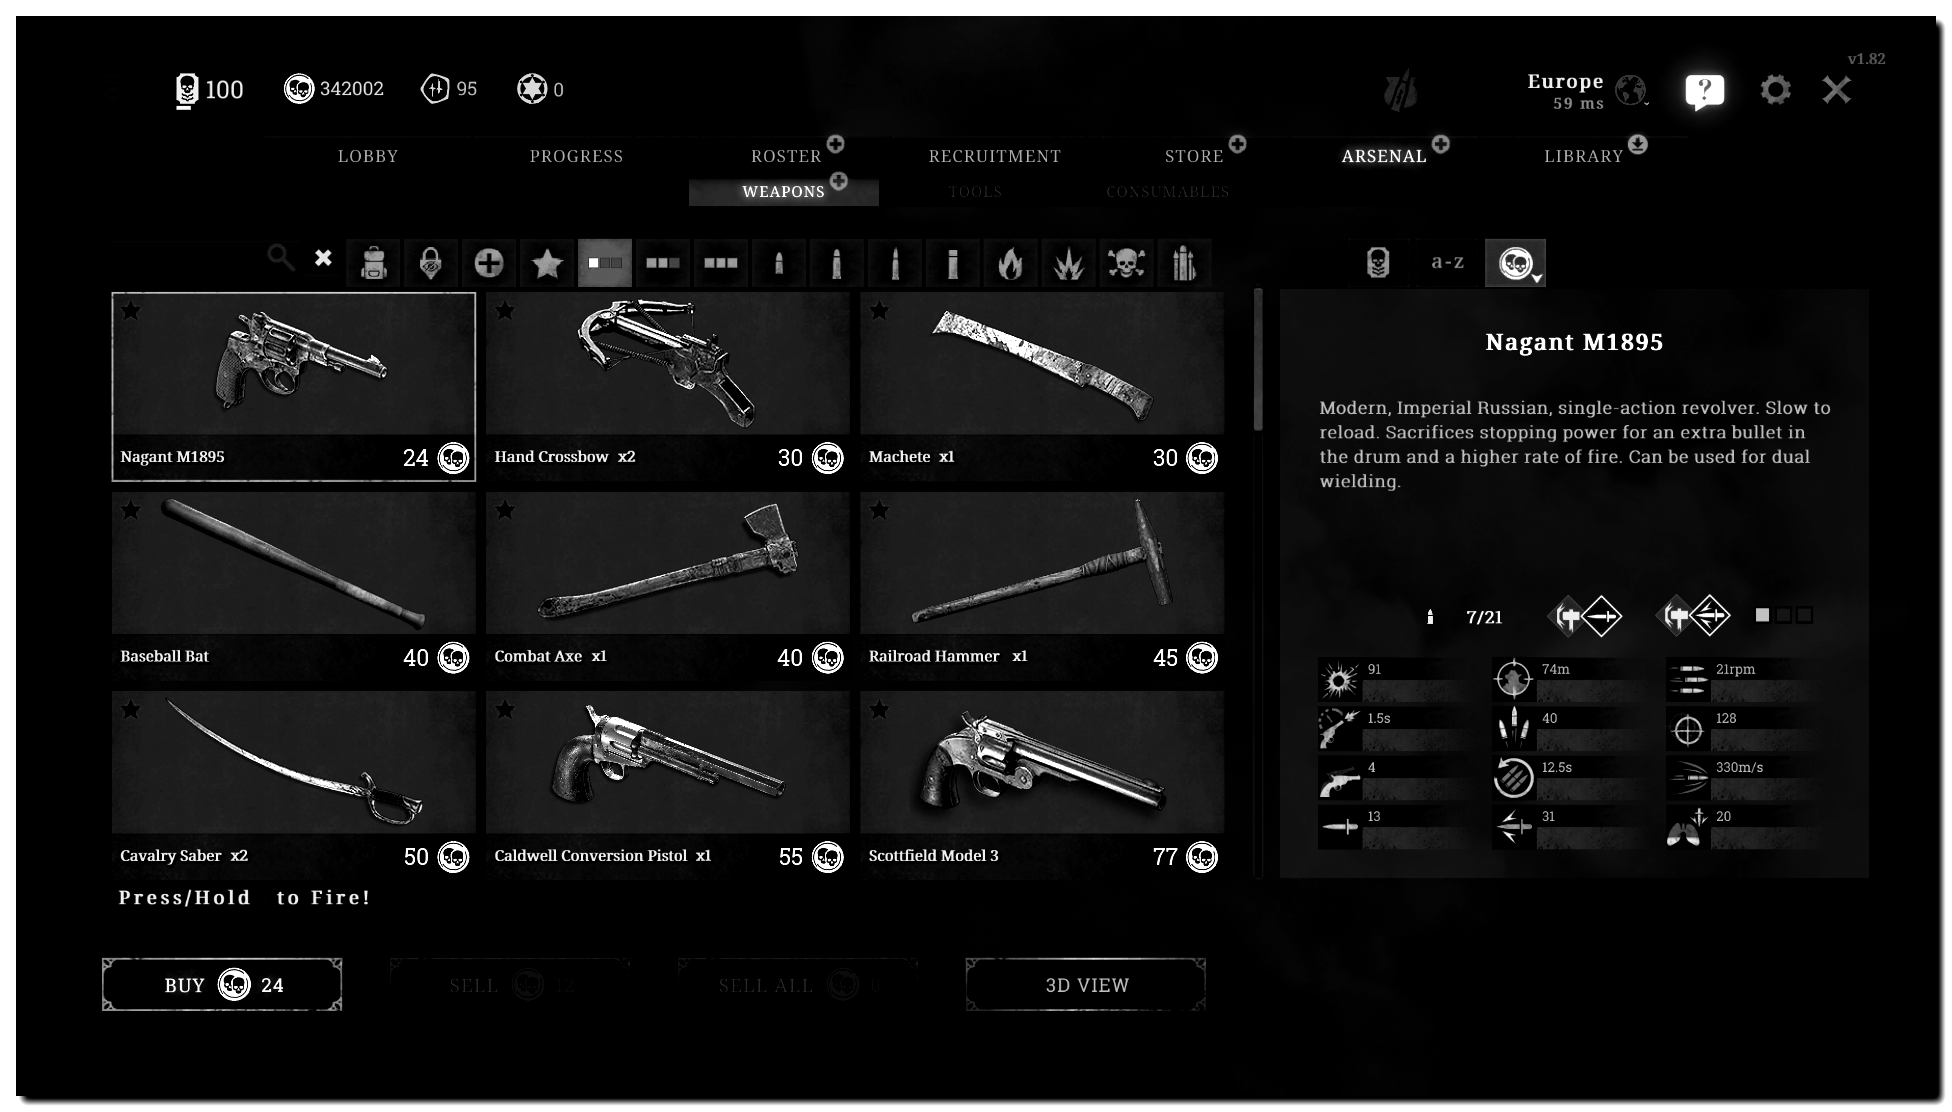 v1.82
100
342002
95
0
Europe
59 ms
?
LOBBY
PROGRESS
ROSTER
RECRUITMENT
STORE
ARSENAL
LIBRARY
WEAPONS
TOOLS
CONSUMABLES
a-z
Nagant M1895 24
Hand Crossbow x2 30
Machete x1 30
Baseball Bat 40
Combat Axe x1 40
Railroad Hammer x1 45
Cavalry Saber x2 50
Caldwell Conversion Pistol x1 55
Scottfield Model 3 77
Press/Hold to Fire!
BUY 24
SELL 12
SELL ALL 0
3D VIEW
Nagant M1895
Modern, Imperial Russian, single-action revolver. Slow to
reload. Sacrifices stopping power for an extra bullet in
the drum and a higher rate of fire. Can be used for dual
wielding.
7/21
91
74m
21rpm
1.5s
40
128
4
12.5s
330m/s
13
31
20